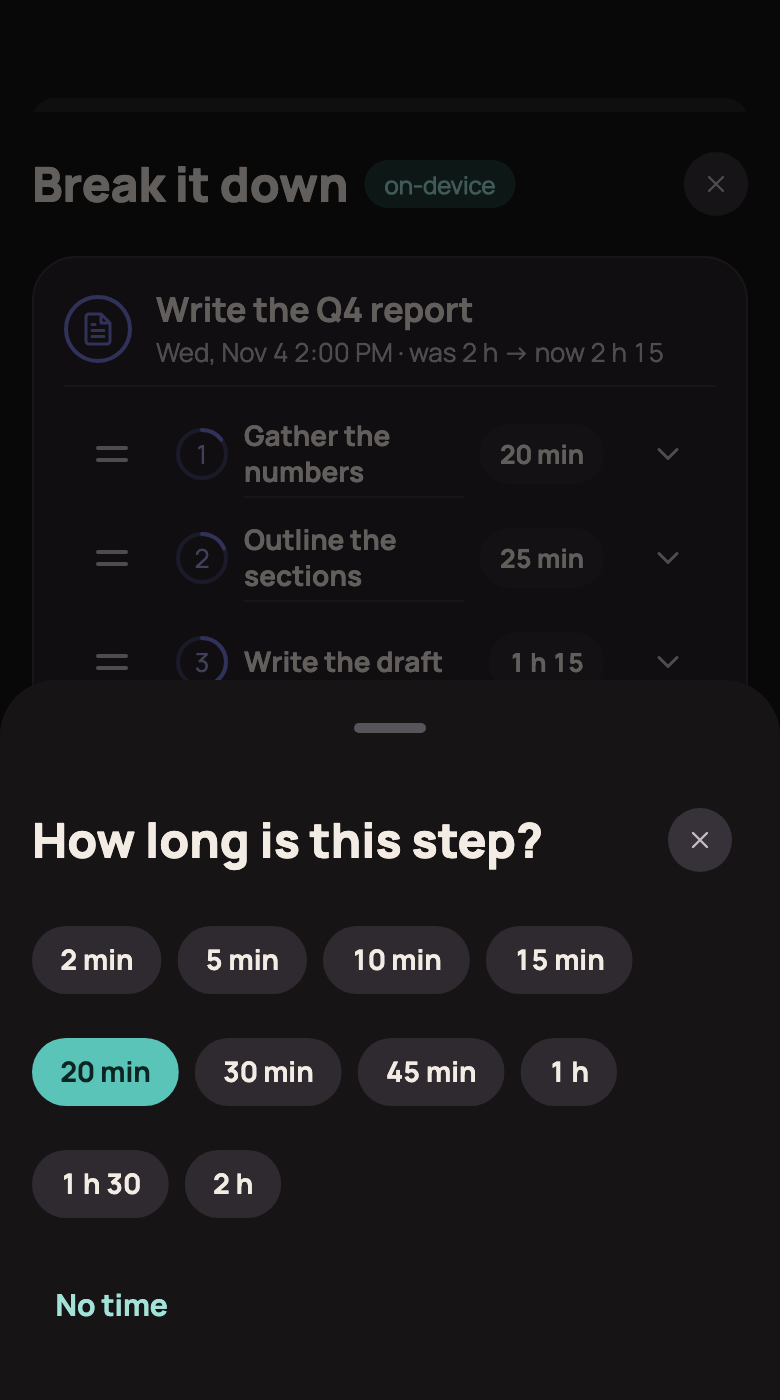 Break it down
on-device
Write the Q4 report
Wed, Nov 4 2:00 PM · was 2 h → now 2 h 15
1
Gather the
numbers
20 min
2
Outline the
sections
25 min
3
Write the draft
1 h 15
How long is this step?
2 min
5 min
10 min
15 min
20 min
30 min
45 min
1 h
1 h 30
2 h
No time